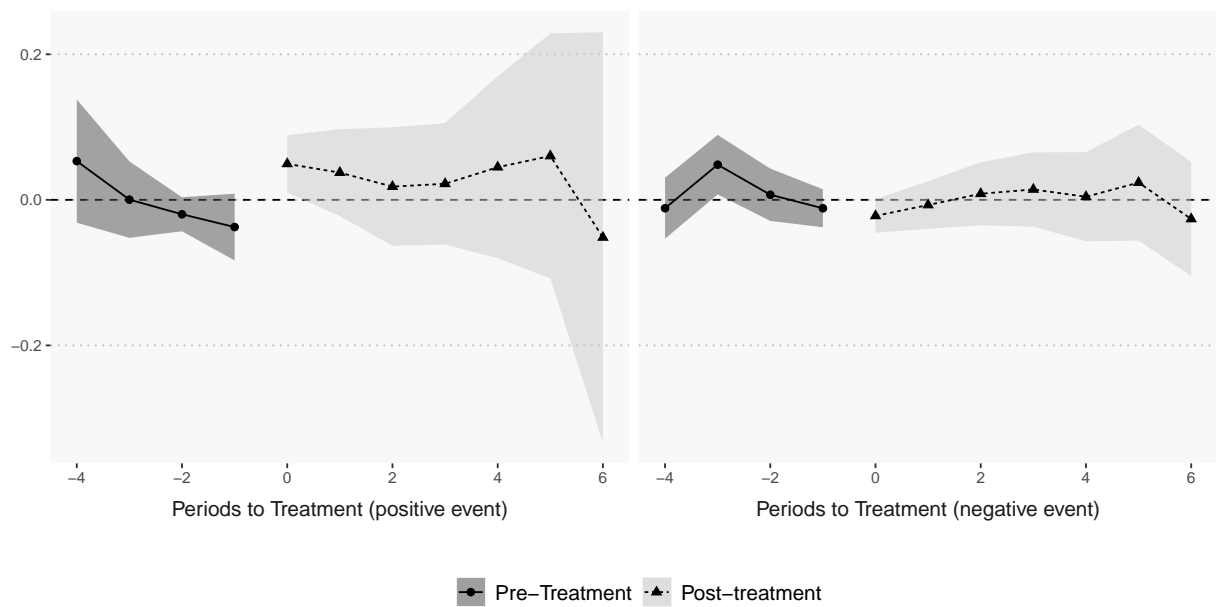 0.2
0.0
−0.2
−4 −2 0 2 4 6 −4 −2 0 2 4 6
Periods to Treatment (positive event) Periods to Treatment (negative event)
Pre−Treatment Post−treatment